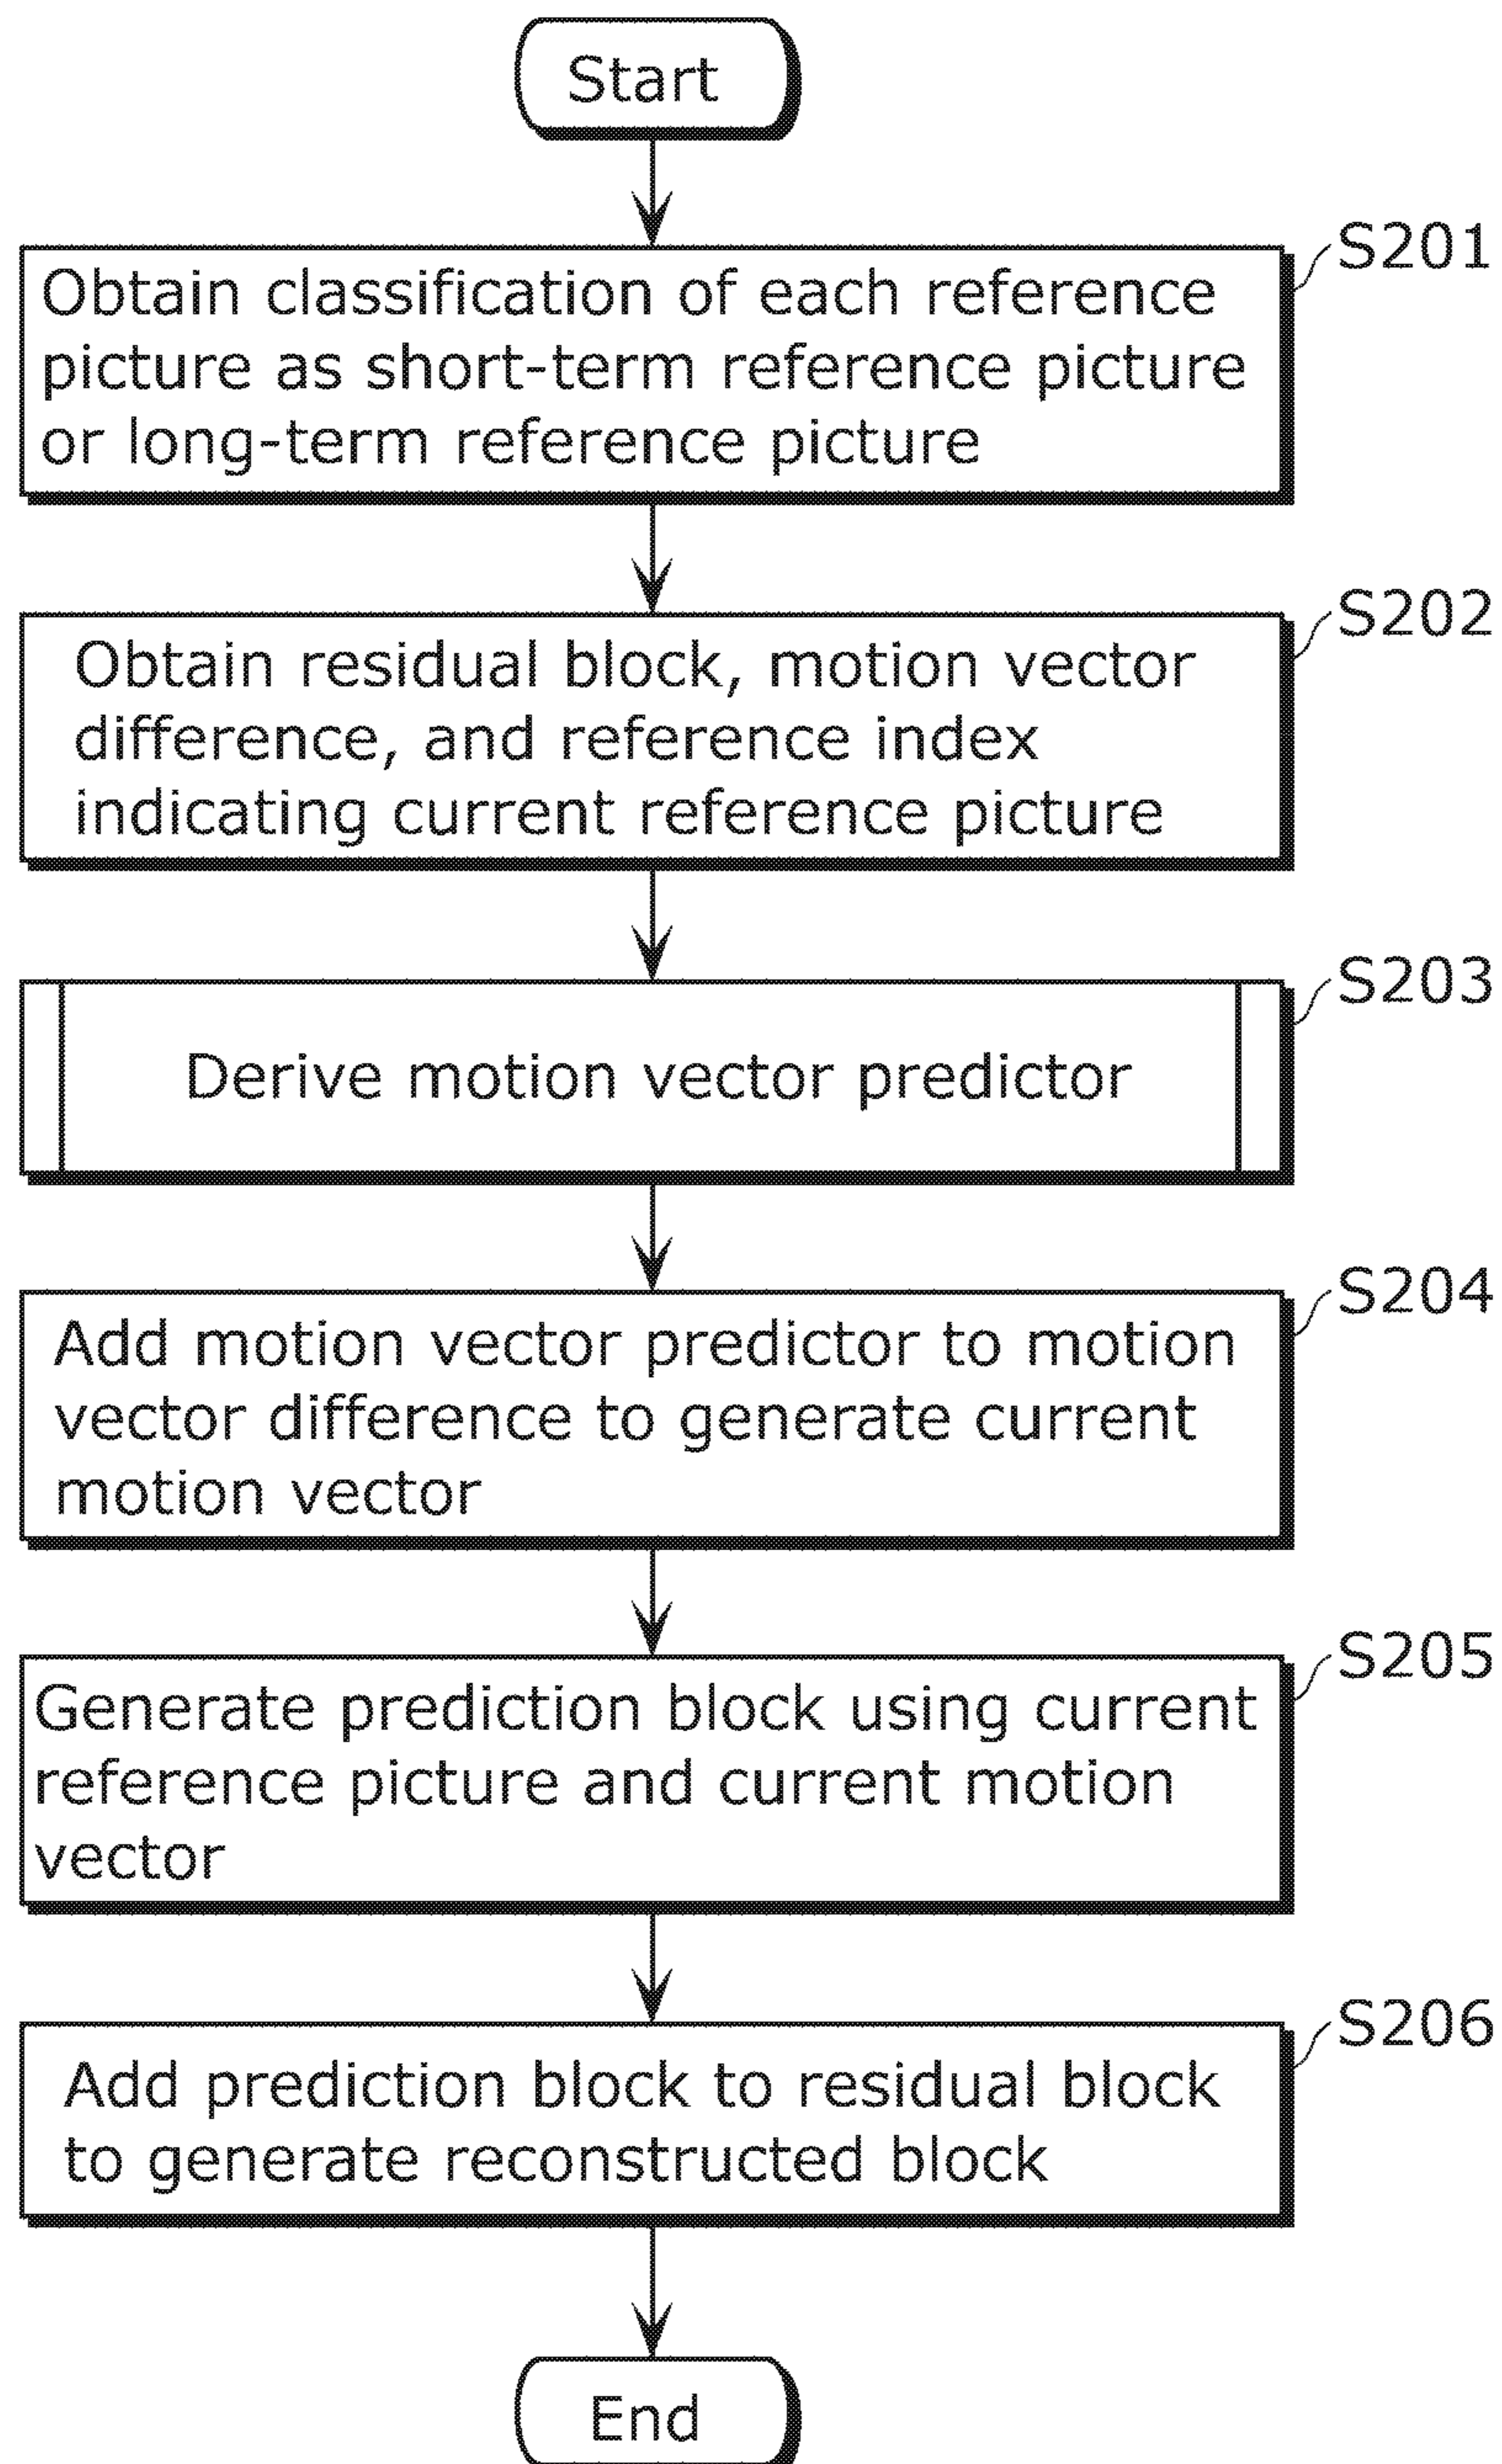 Start
S201
Obtain classification of each reference
picture as short-term reference picture
or long-term reference picture
S202
Obtain residual block, motion vector
difference, and reference index
indicating current reference picture
S203
Derive motion vector predictor
S204
Add motion vector predictor to motion
vector difference to generate current
motion vector
S205
Generate prediction block using current
reference picture and current motion
vector
S206
Add prediction block to residual block
to generate reconstructed block
End